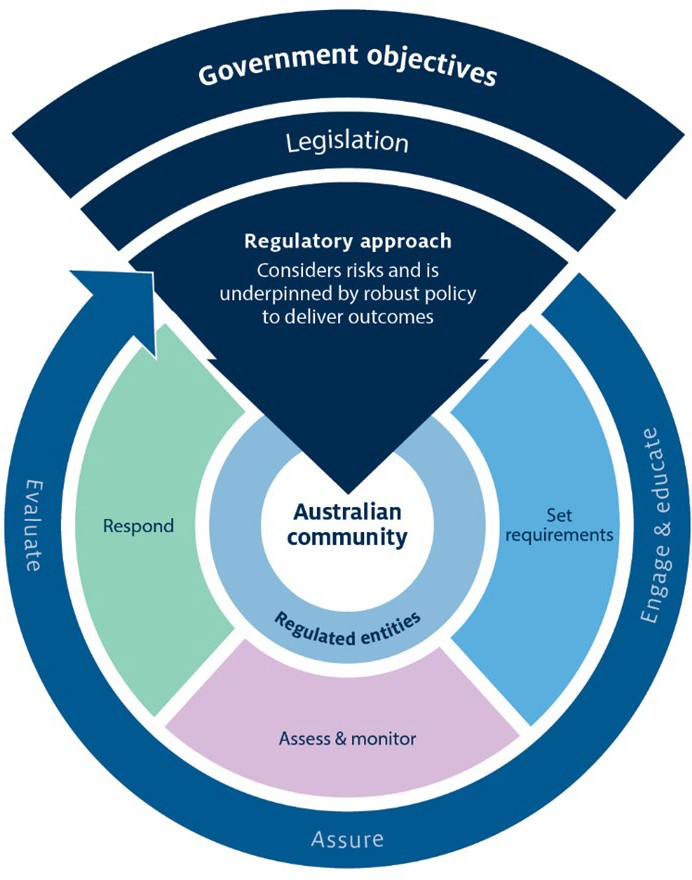 Government objectives
Legislation
Regulatory approach
Considers risks and is
underpinned by robust policy
to deliver outcomes
Engage & educate
Set
requirements
Australian
community
Regulated entities
Respond
Evaluate
Assess & monitor
Assure